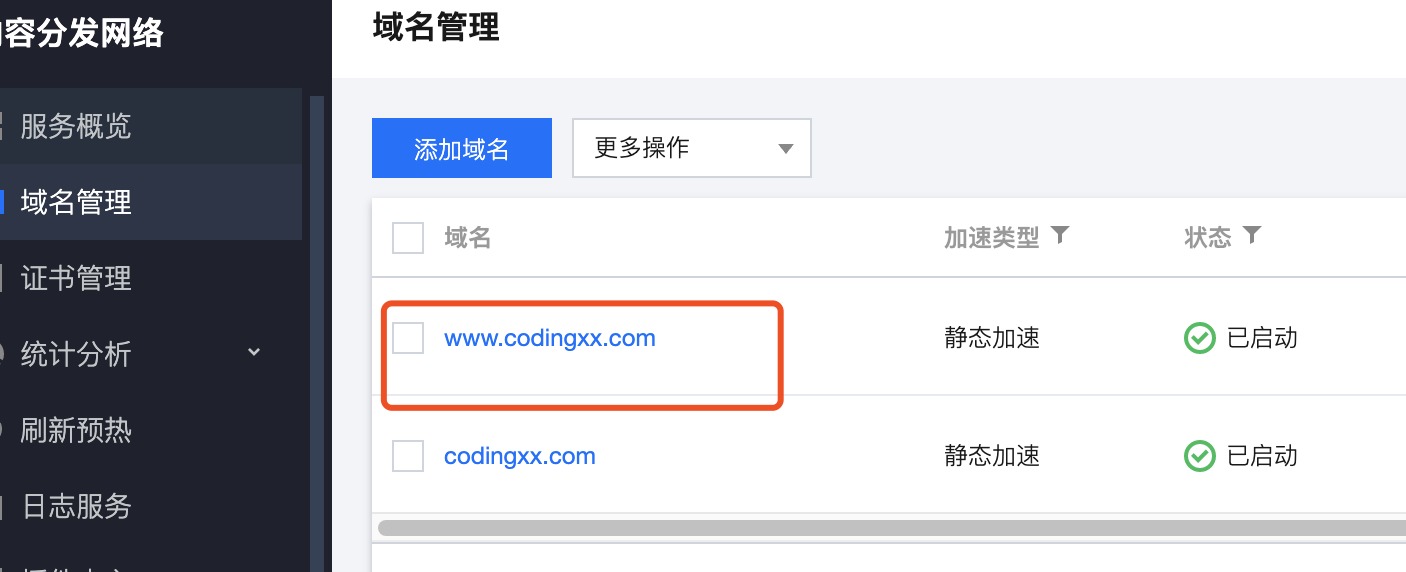 内容分发网络
服务概览
域名管理
证书管理
统计分析
刷新预热
日志服务
域名管理
添加域名
更多操作
域名 加速类型 状态
www.codingxx.com 静态加速 已启动
codingxx.com 静态加速 已启动